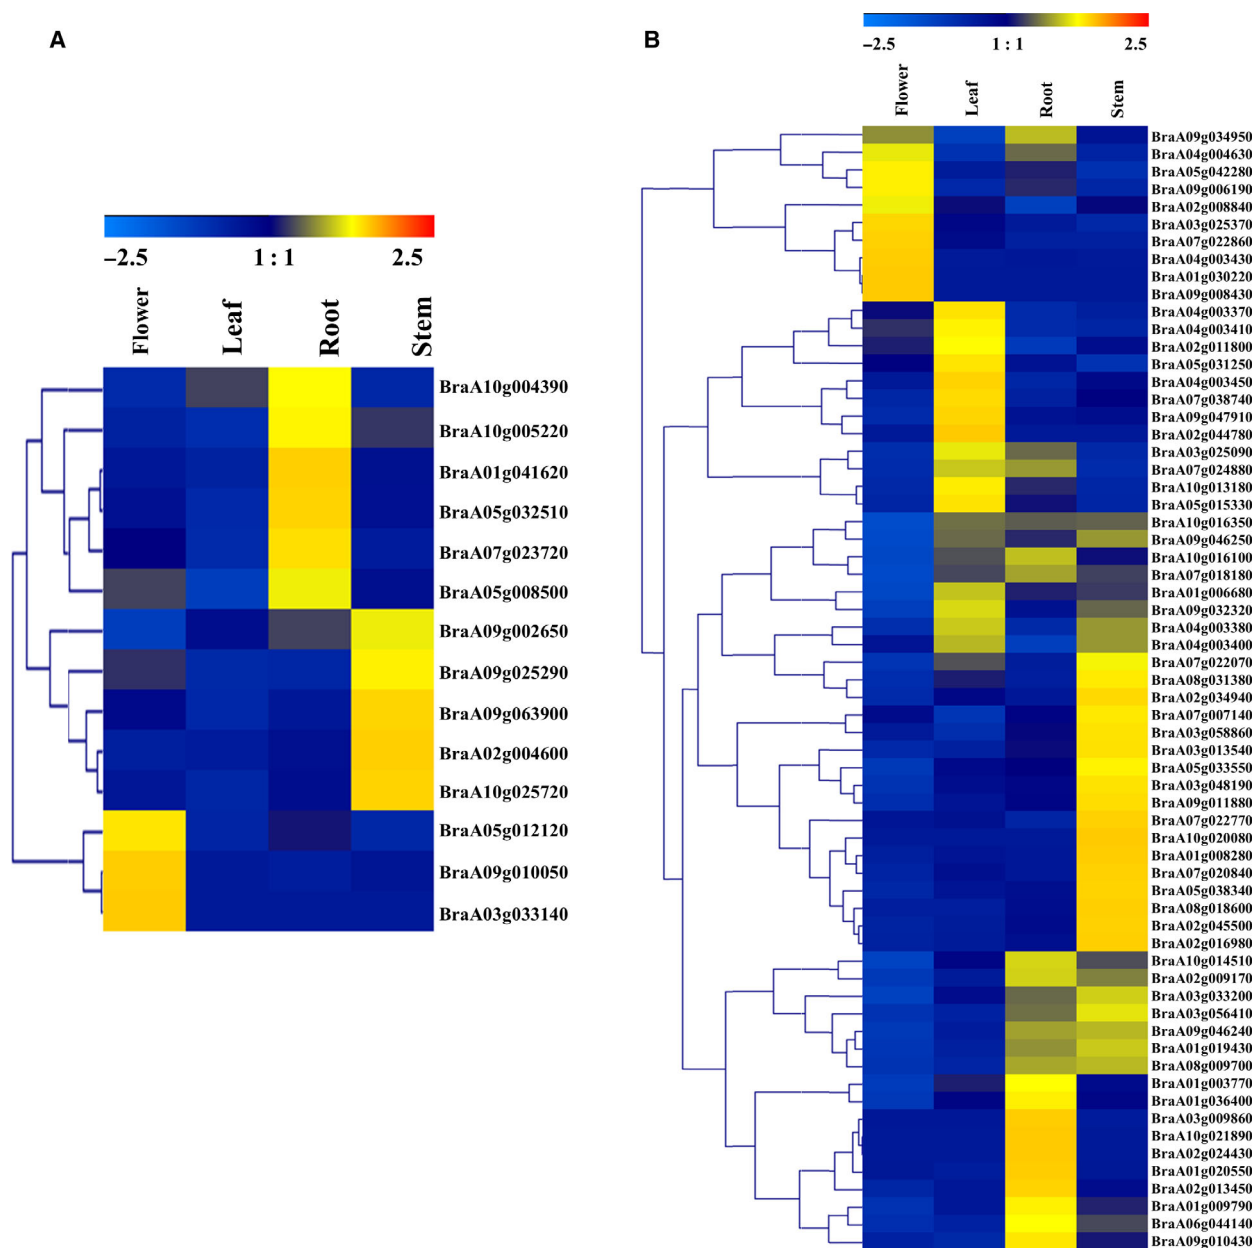 A
-2.5 1 : 1 2.5
Flower Leaf Root Stem
BraA10g004390
BraA10g005220
BraA01g041620
BraA05g032510
BraA07g023720
BraA05g008500
BraA09g002650
BraA09g025290
BraA09g063900
BraA02g004600
BraA10g025720
BraA05g012120
BraA09g010050
BraA03g033140
B
-2.5 1 : 1 2.5
Flower Leaf Root Stem
BraA09g034950
BraA04g004630
BraA05g042280
BraA09g006190
BraA02g008840
BraA03g025370
BraA07g022860
BraA04g003430
BraA01g030220
BraA09g008430
BraA04g003370
BraA04g003410
BraA02g011800
BraA05g031250
BraA04g003450
BraA07g038740
BraA09g047910
BraA02g044780
BraA03g025090
BraA07g024880
BraA10g013180
BraA05g015330
BraA10g016350
BraA09g046250
BraA10g016100
BraA07g018180
BraA01g006680
BraA09g032320
BraA04g003380
BraA04g003400
BraA07g022070
BraA08g031380
BraA02g034940
BraA07g007140
BraA03g058860
BraA03g013540
BraA05g033550
BraA03g048190
BraA09g011880
BraA07g022770
BraA10g020080
BraA01g008280
BraA07g020840
BraA05g038340
BraA08g018600
BraA02g045500
BraA02g016980
BraA10g014510
BraA02g009170
BraA03g033200
BraA03g056410
BraA09g046240
BraA01g019430
BraA08g009700
BraA01g003770
BraA01g036400
BraA03g009860
BraA10g021890
BraA02g024430
BraA01g020550
BraA02g013450
BraA01g009790
BraA06g044140
BraA09g010430